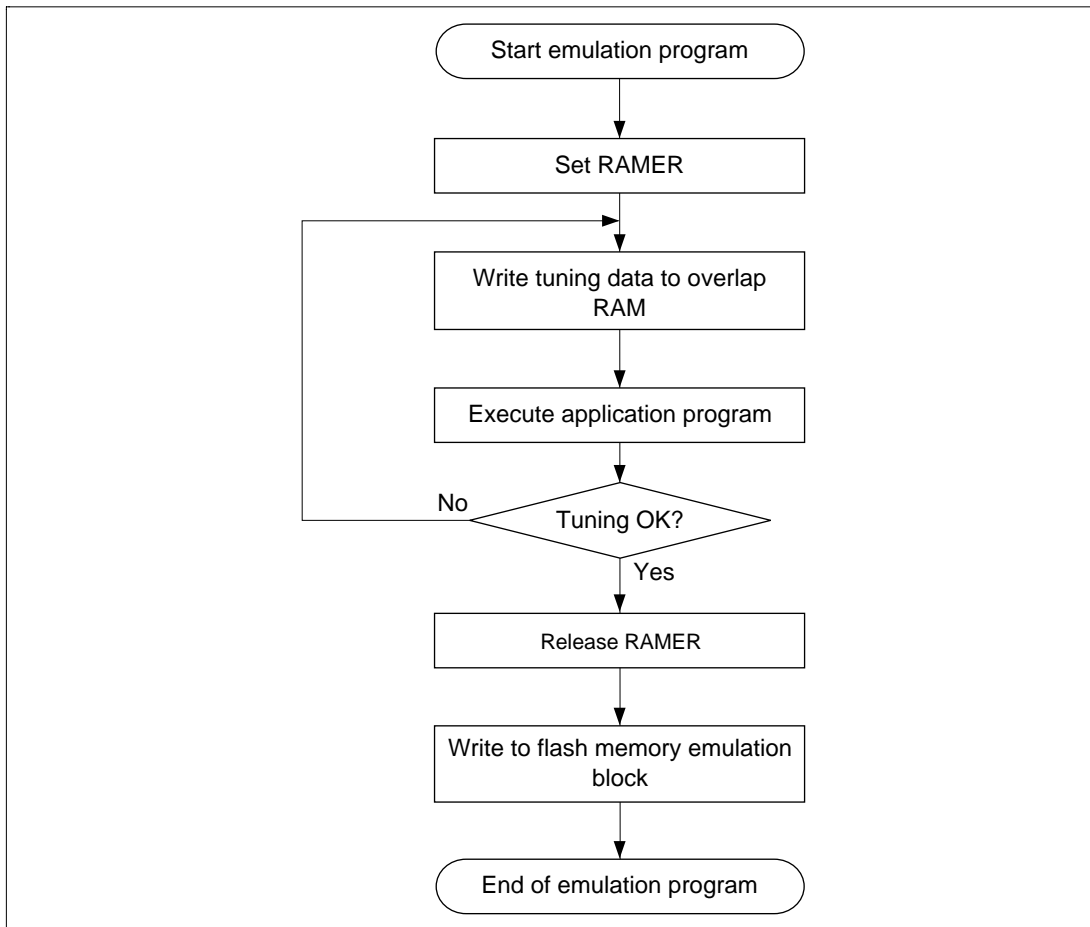 Start emulation program
Set RAMER
Write tuning data to overlap
RAM
Execute application program
No
Tuning OK?
Yes
Release RAMER
Write to flash memory emulation
block
End of emulation program